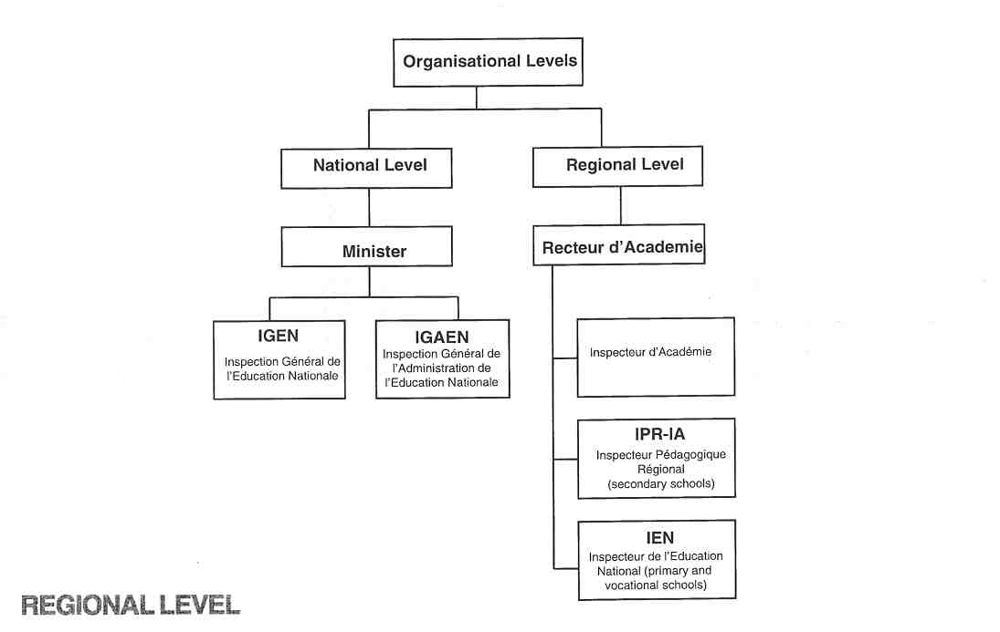 Organisational Levels
National Level
Regional Level
Minister
Recteur d'Academie
IGEN
Inspection Général de
l'Education Nationale
IGAEN
Inspection Général de
l'Administration de
l'Education Nationale
Inspecteur d'Académie
IPR-IA
Inspecteur Pédagogique
Régional
(secondary schools)
IEN
Inspecteur de l'Education
National (primary and
vocational schools)
REGIONAL LEVEL